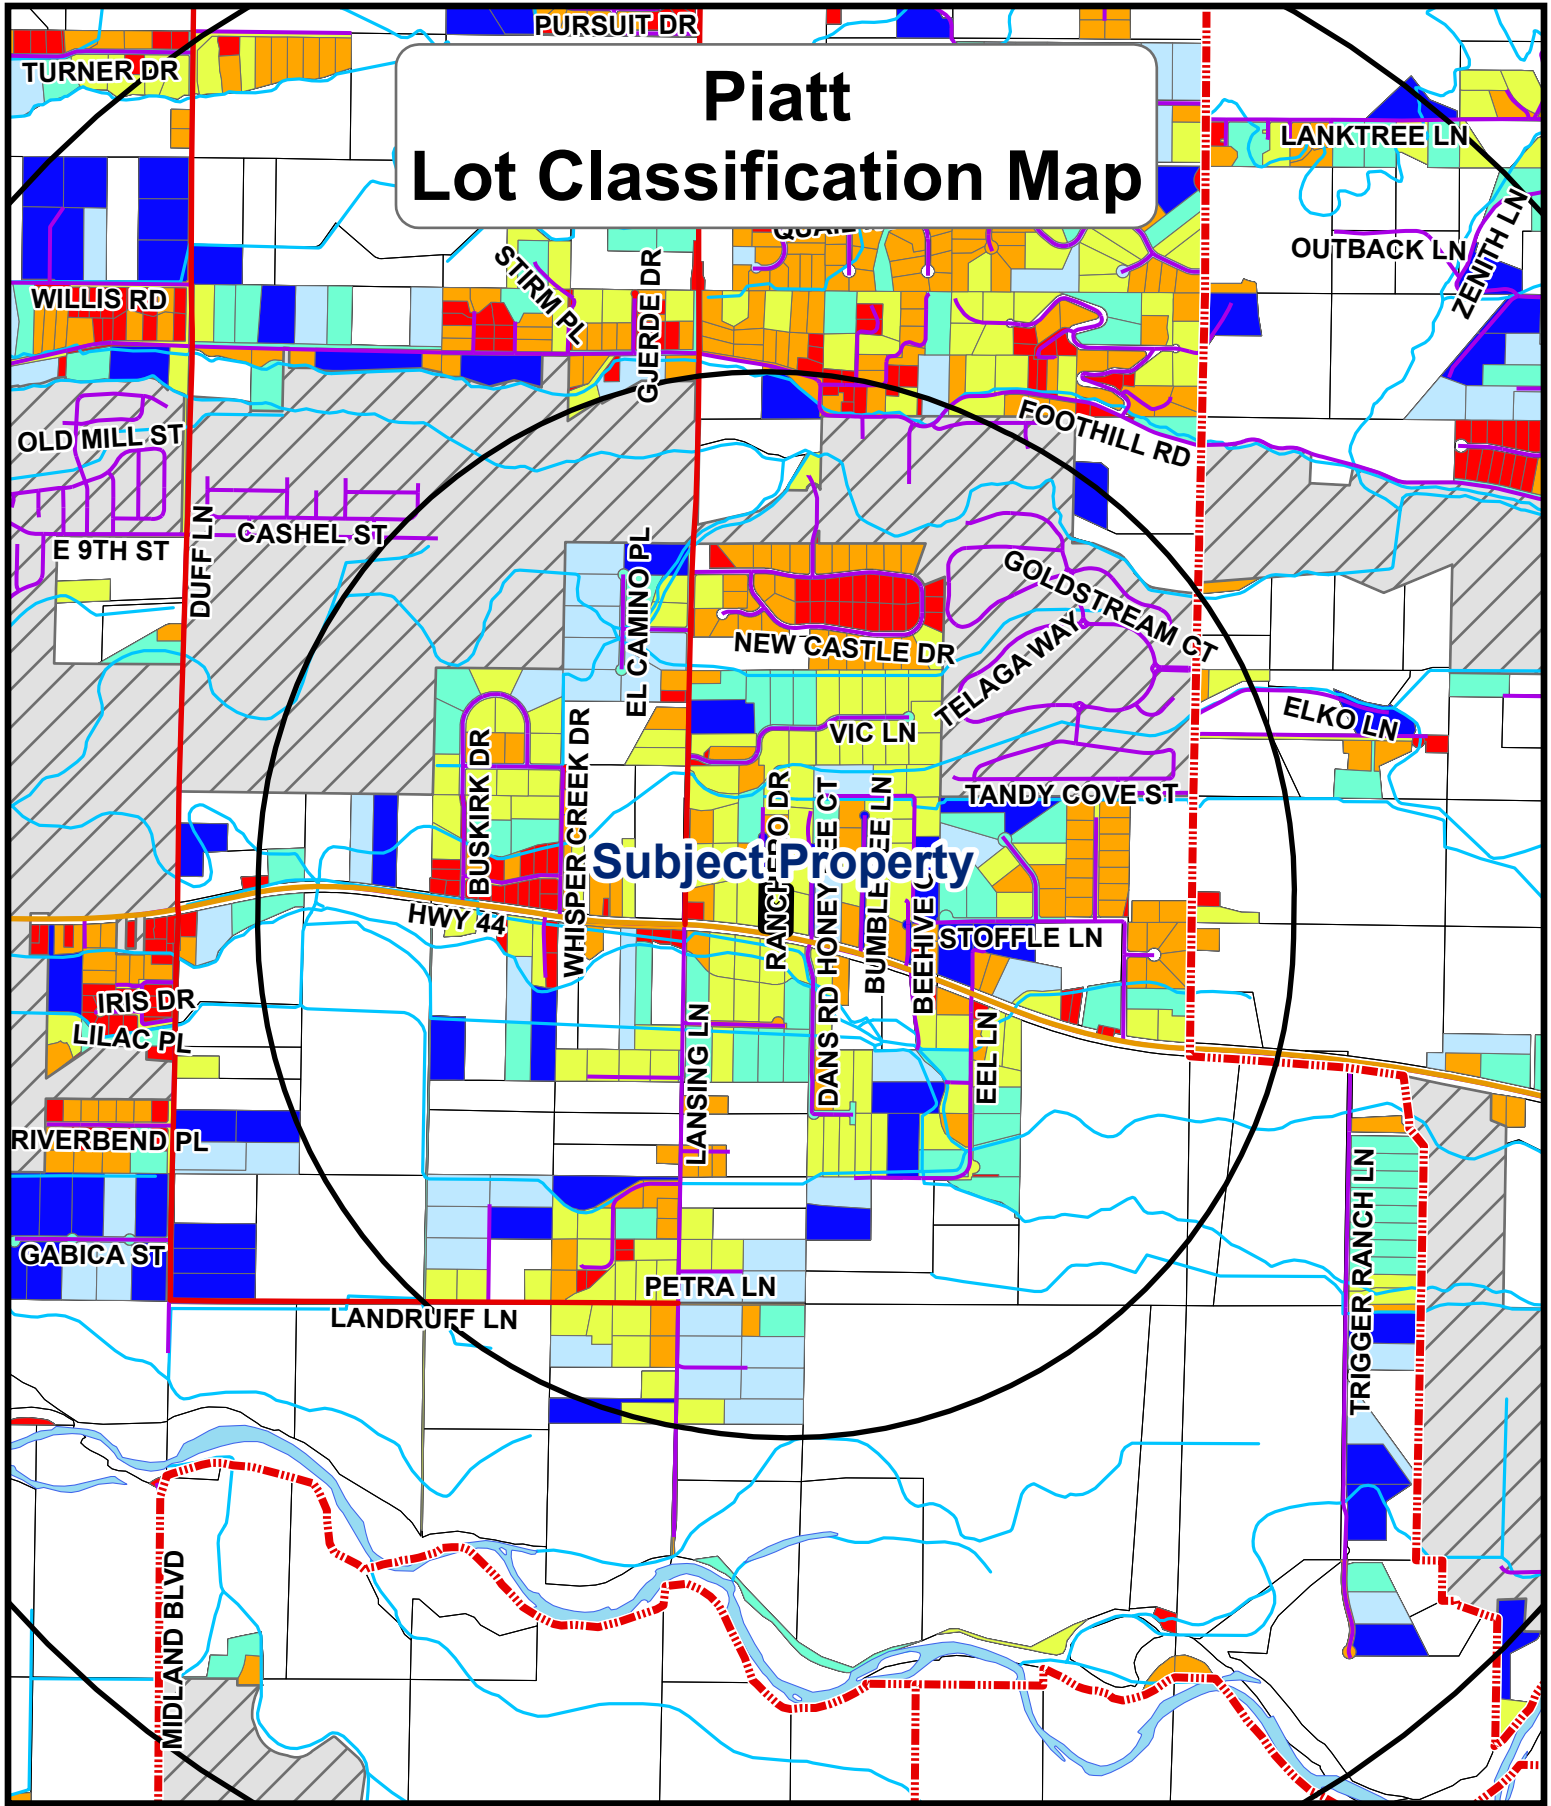 PURSUIT DR
TURNER DR
Piatt
Lot Classification Map
LANKTREE LN
ZENITH LN
OUTBACK LN
STIRM PL
GJERDE DR
WILLIS RD
FOOTHILL RD
OLD MILL ST
CASHEL ST
E 9TH ST
DUFF LN
EL CAMINO PL
GOLDSTREAM CT
NEW CASTLE DR
TELAGA WAY
ELKO LN
VIC LN
BUSKIRK DR
WHISPER CREEK DR
TANDY COVE ST
Subject Property
HWY 44
STOFFLE LN
IRIS DR
LILAC PL
LANSING LN
DANS RD
EEL LN
RIVERBEND PL
GABICA ST
PETRA LN
LANDRUFF LN
TRIGGER RANCH LN
MIDLAND BLVD